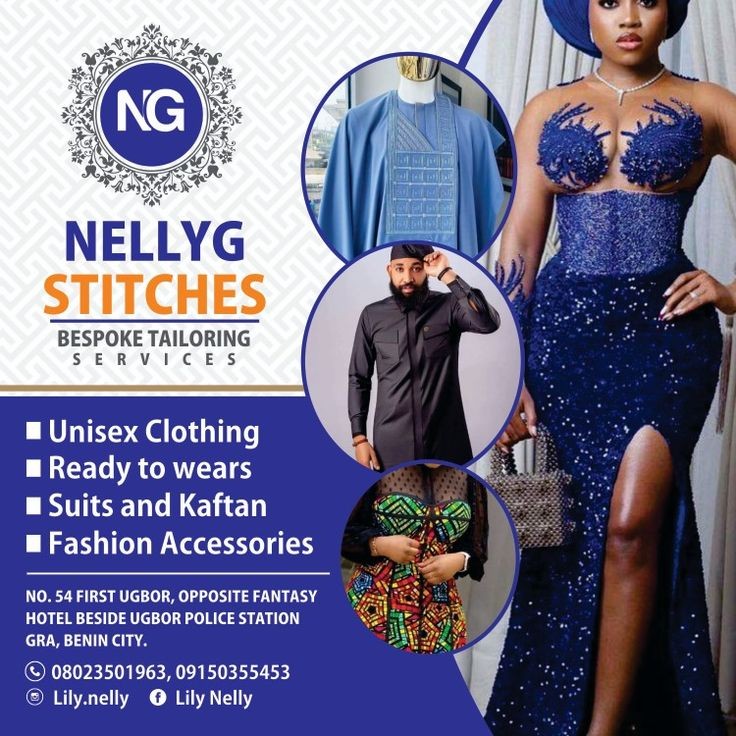 NG
NELLYG
STITCHES
BESPOKE TAILORING
SERVICES
Unisex Clothing
Ready to wears
Suits and Kaftan
Fashion Accessories
NO. 54 FIRST UGBOR, OPPOSITE FANTASY
HOTEL BESIDE UGBOR POLICE STATION
GRA, BENIN CITY.
08023501963, 09150355453
Lily.nelly Lily Nelly